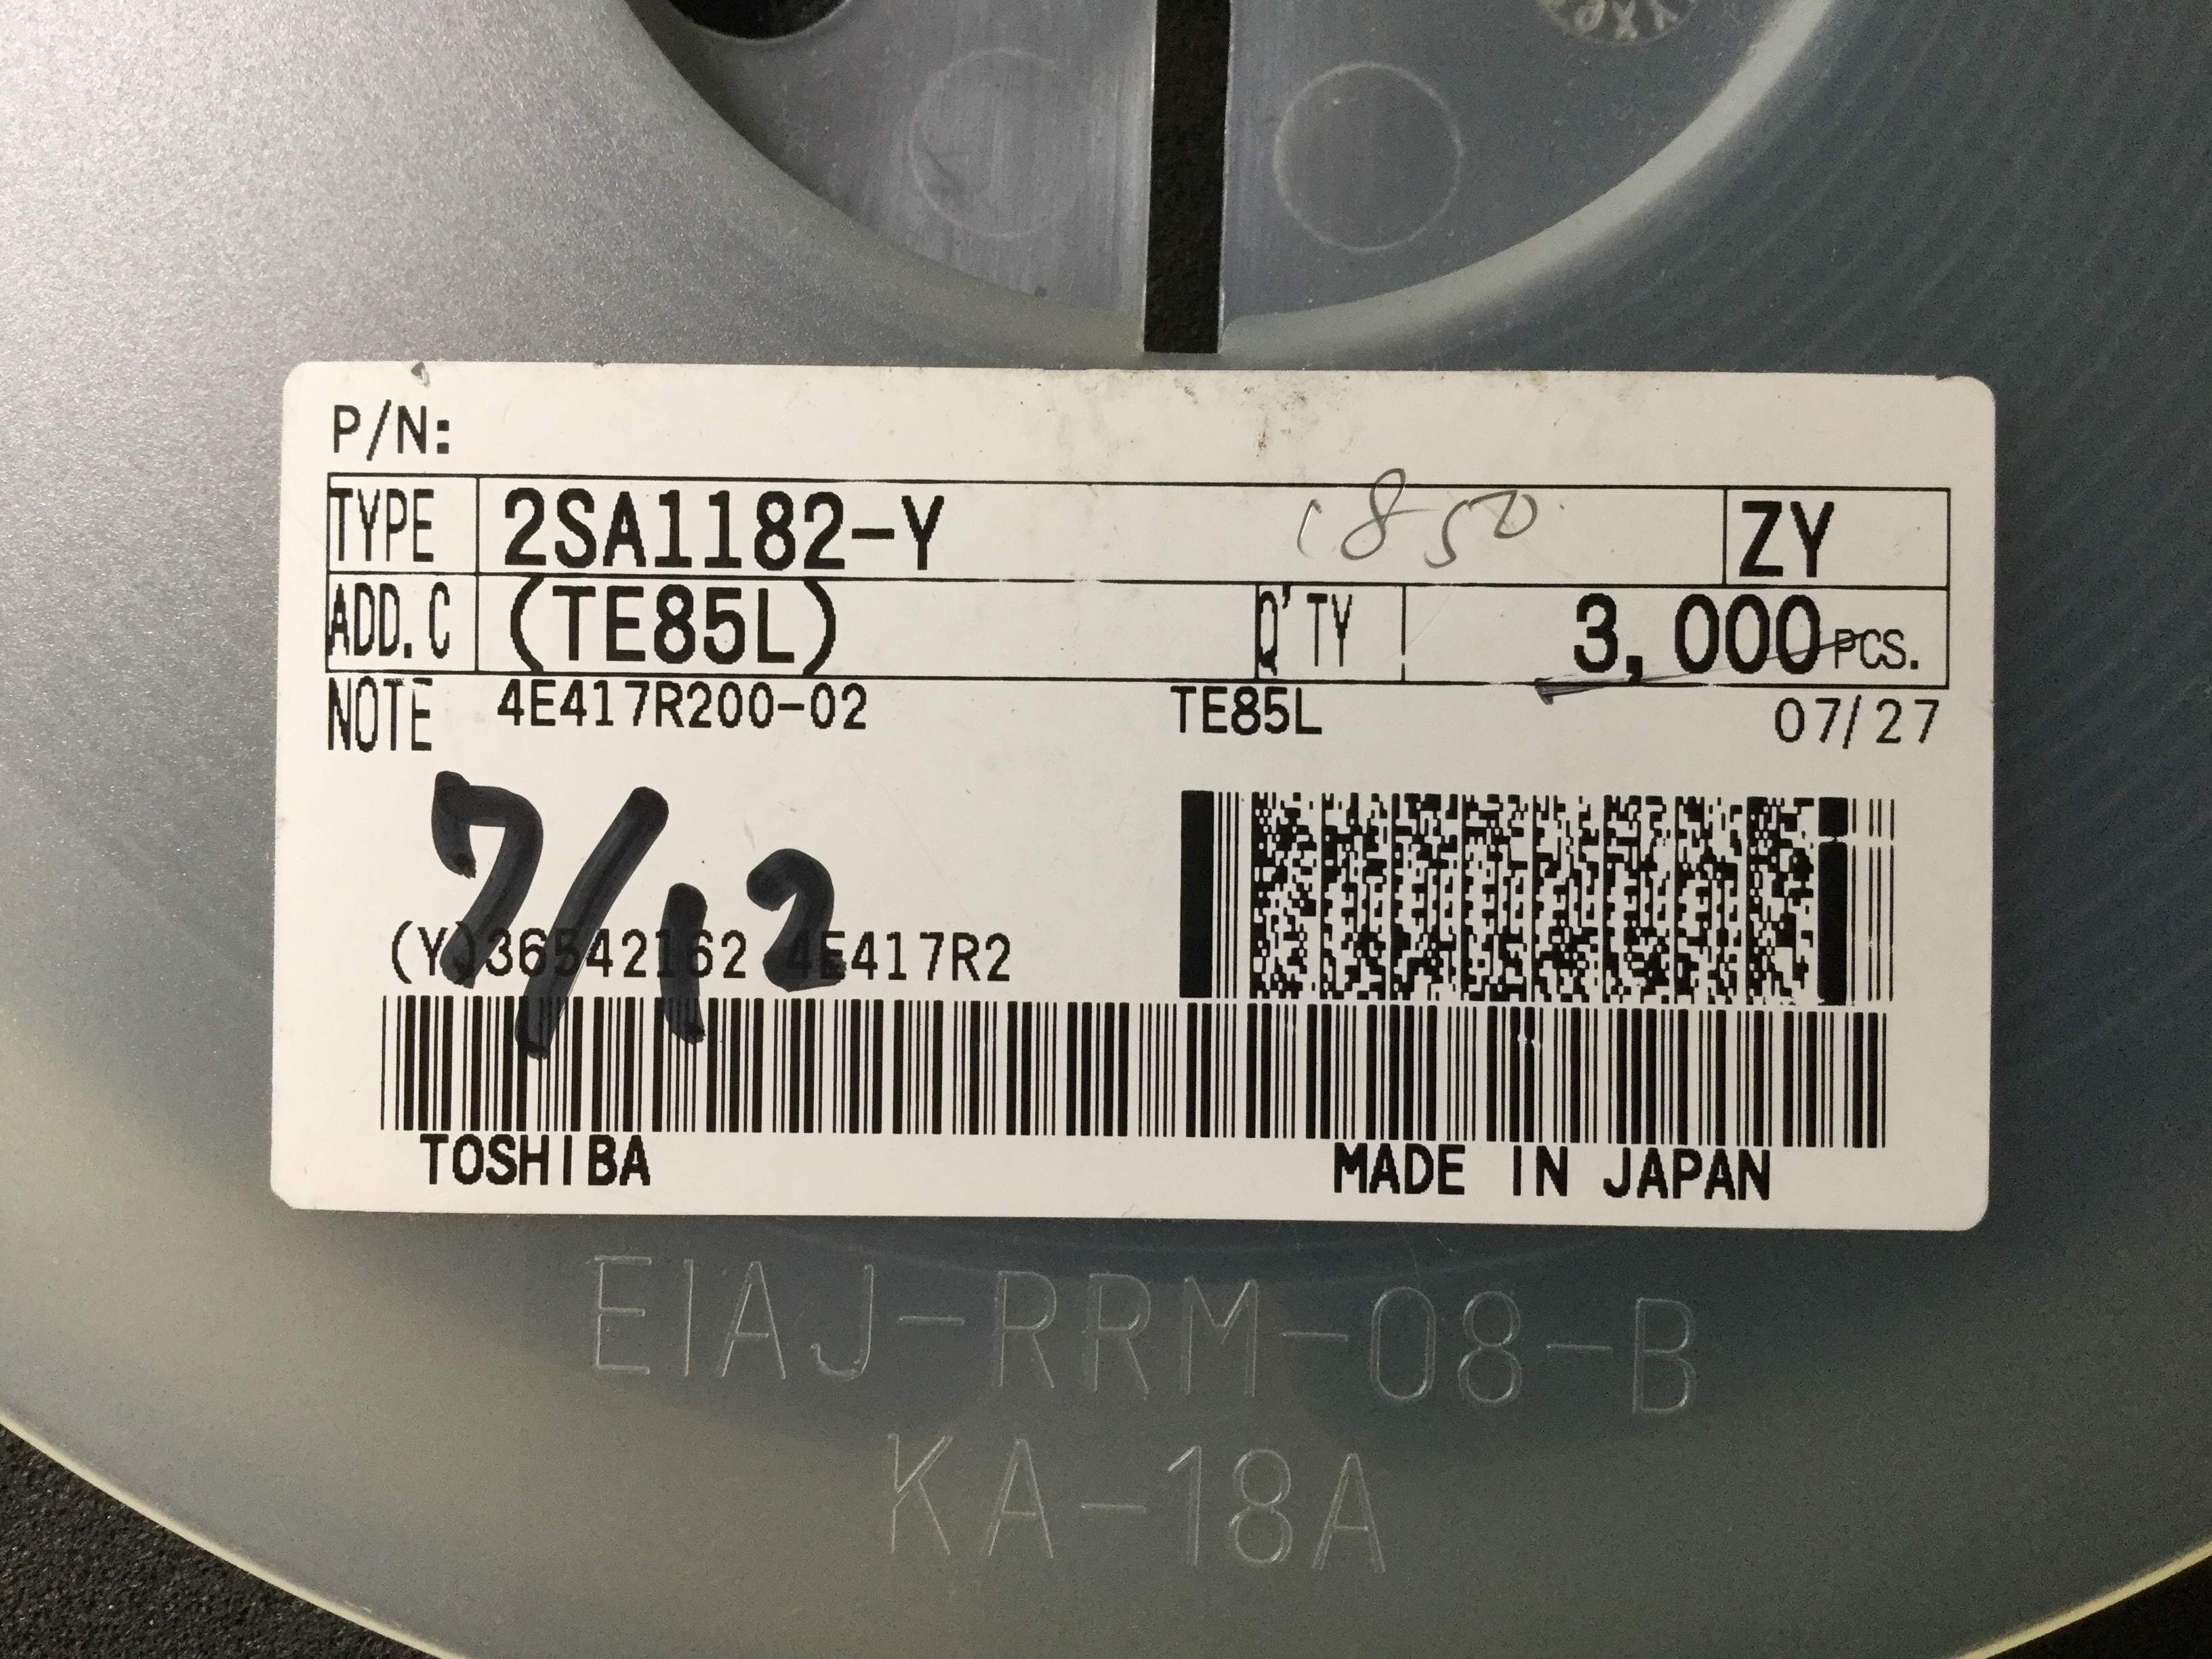 P/N:
TYPE 2SA1182-Y 1850 ZY
ADD.C (TE85L) Q'TY 3,000 PCS.
NOTE 4E417R200-02 TE85L 07/27
7/12
(Y)36542162 4E417R2
TOSHIBA MADE IN JAPAN
EIAJ-RRM-08-B
KA-18A